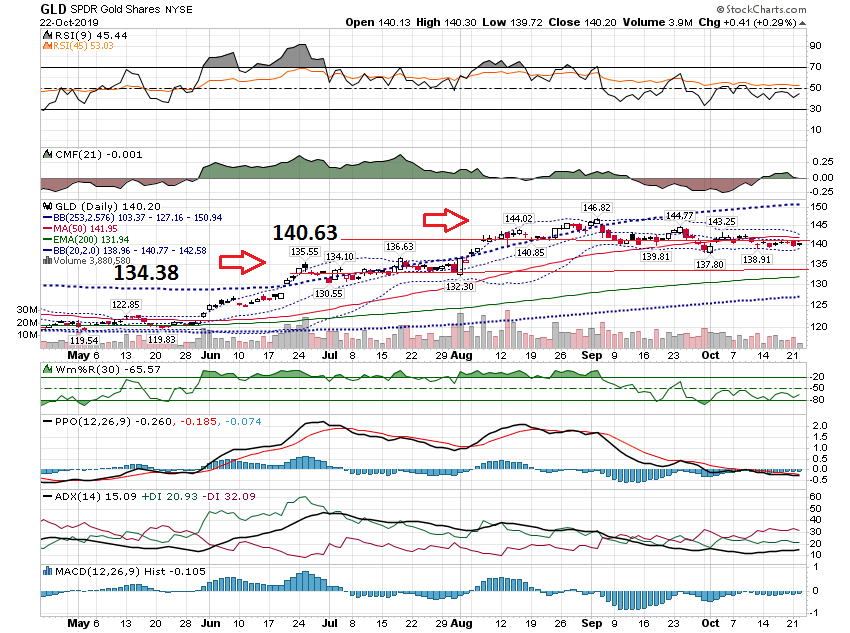 GLD SPDR Gold Shares NYSE
© StockCharts.com
22-Oct-2019
Open 140.13 High 140.30 Low 139.72 Close 140.20 Volume 3.9M Chg +0.41 (+0.29%)
RSI(9) 45.44
RSI(45) 53.03
90
70
50
30
10
CMF(21) -0.001
0.25
0.00
-0.25
GLD (Daily) 140.20
BB(253,2.576) 103.37 - 127.16 - 150.94
MA(50) 141.95
EMA(200) 131.94
BB(20,2.0) 138.96 - 140.77 - 142.58
Volume 3,880,580
134.38
140.63
122.85
119.54
119.83
135.55
134.10
130.55
136.63
132.30
144.02
140.85
146.82
139.81
144.77
137.80
143.25
138.91
150
145
140
135
130
125
120
30M
20M
10M
May 6 13 20 28 Jun 10 17 24 Jul 8 15 22 29 Aug 12 19 26 Sep 9 16 23 Oct 7 14 21
Wm%R(30) -65.57
-20
-50
-80
PPO(12,26,9) -0.260, -0.185, -0.074
2.0
1.5
1.0
0.5
0.0
-0.5
ADX(14) 15.09 +DI 20.93 -DI 32.09
60
50
40
30
20
10
MACD(12,26,9) Hist -0.105
1
0
-1
May 6 13 20 28 Jun 10 17 24 Jul 8 15 22 29 Aug 12 19 26 Sep 9 16 23 Oct 7 14 21